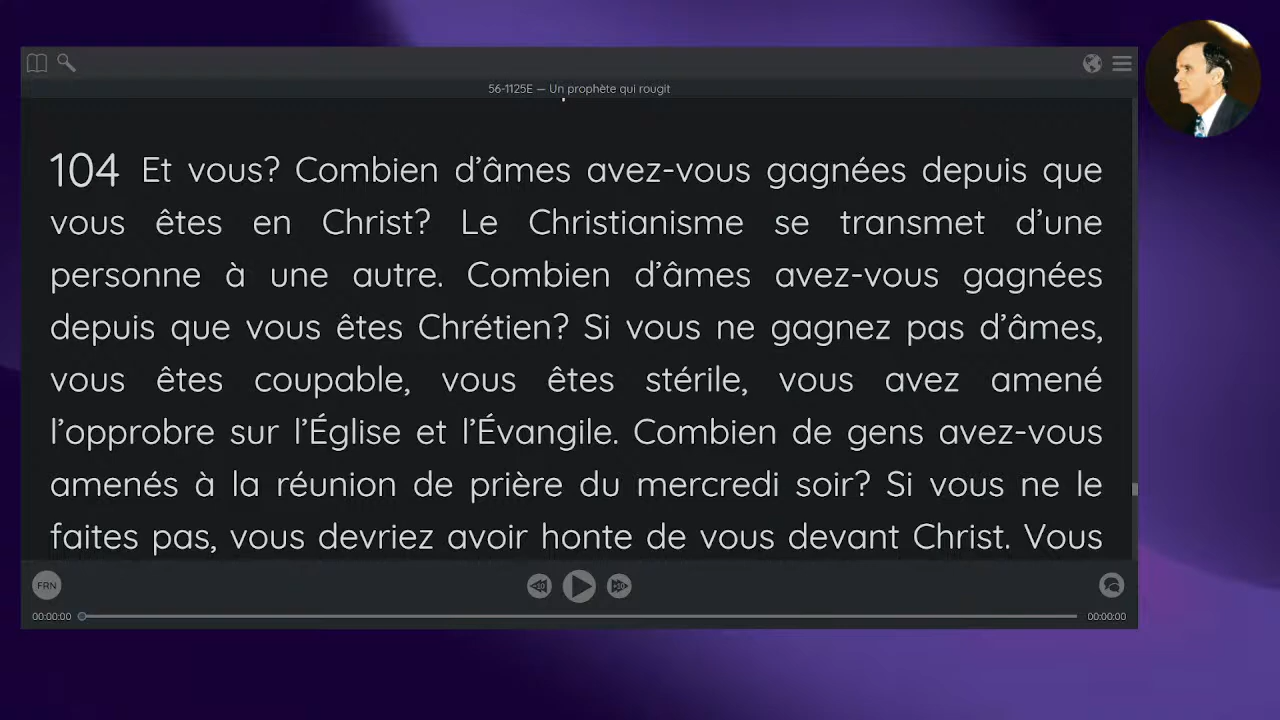 56-1125E — Un prophète qui rougit
104 Et vous? Combien d’âmes avez-vous gagnées depuis que
vous êtes en Christ? Le Christianisme se transmet d’une
personne à une autre. Combien d’âmes avez-vous gagnées
depuis que vous êtes Chrétien? Si vous ne gagnez pas d’âmes,
vous êtes coupable, vous êtes stérile, vous avez amené
l’opprobre sur l’Église et l’Évangile. Combien de gens avez-vous
amenés à la réunion de prière du mercredi soir? Si vous ne le
faites pas, vous devriez avoir honte de vous devant Christ. Vous
FRN
00:00:00
00:00:00